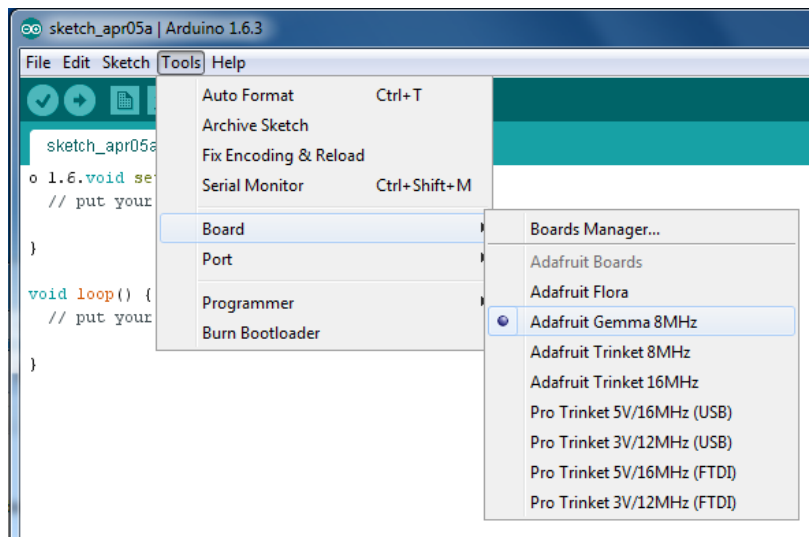 sketch_apr05a | Arduino 1.6.3
File Edit Sketch Tools Help
sketch_apr05a
o 1.6.void se
// put your
}
void loop() {
// put your
}
Auto Format Ctrl+T
Archive Sketch
Fix Encoding & Reload
Serial Monitor Ctrl+Shift+M
Board
Port
Programmer
Burn Bootloader
Boards Manager...
Adafruit Boards
Adafruit Flora
Adafruit Gemma 8MHz
Adafruit Trinket 8MHz
Adafruit Trinket 16MHz
Pro Trinket 5V/16MHz (USB)
Pro Trinket 3V/12MHz (USB)
Pro Trinket 5V/16MHz (FTDI)
Pro Trinket 3V/12MHz (FTDI)